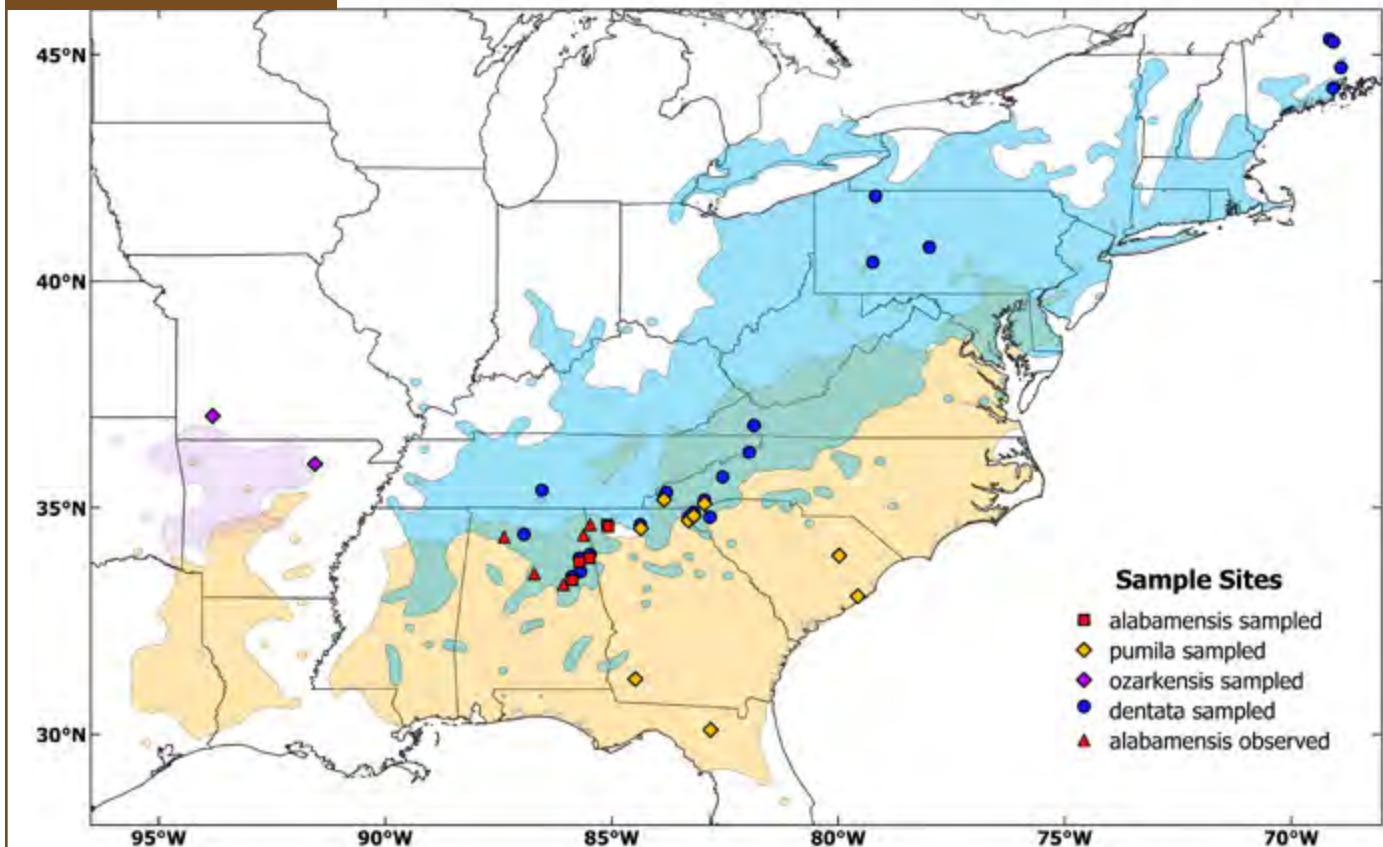 45°N
40°N
35°N
30°N
95°W
90°W
85°W
80°W
75°W
70°W
Sample Sites
alabamensis sampled
pumila sampled
ozarkensis sampled
dentata sampled
alabamensis observed